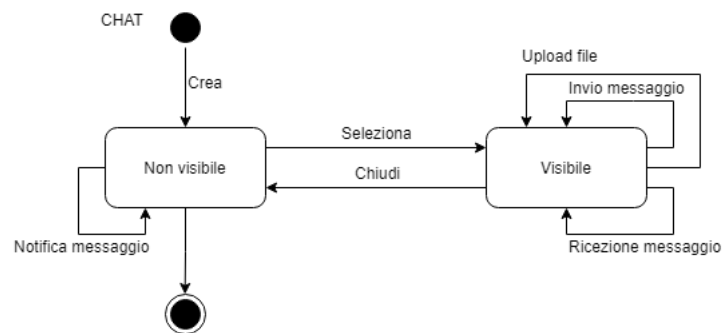 CHAT
Crea
Upload file
Invio messaggio
Seleziona
Non visibile
Visibile
Chiudi
Notifica messaggio
Ricezione messaggio